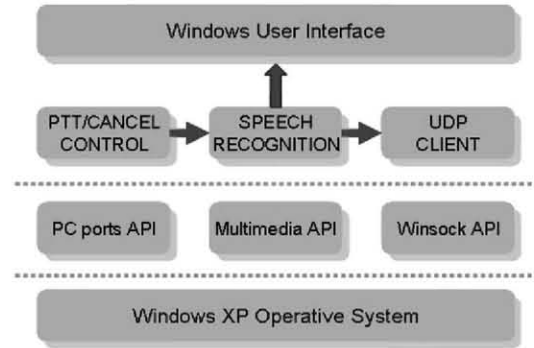 Windows User Interface
PTT/CANCEL
CONTROL
SPEECH
RECOGNITION
UDP
CLIENT
PC ports API
Multimedia API
Winsock API
Windows XP Operative System